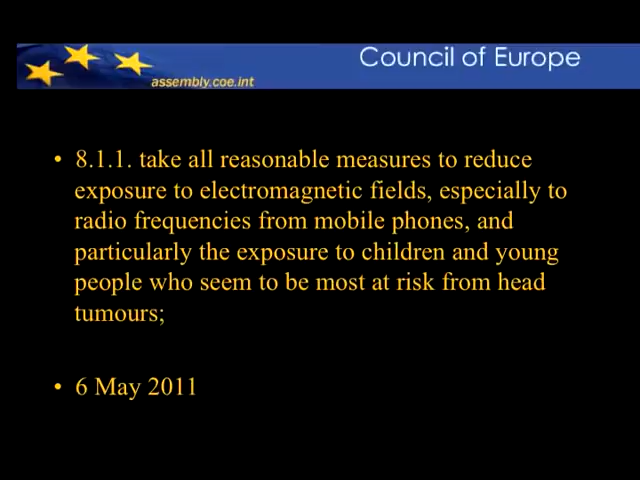 Council of Europe
assembly.coe.int
• 8.1.1. take all reasonable measures to reduce
exposure to electromagnetic fields, especially to
radio frequencies from mobile phones, and
particularly the exposure to children and young
people who seem to be most at risk from head
tumours;
• 6 May 2011